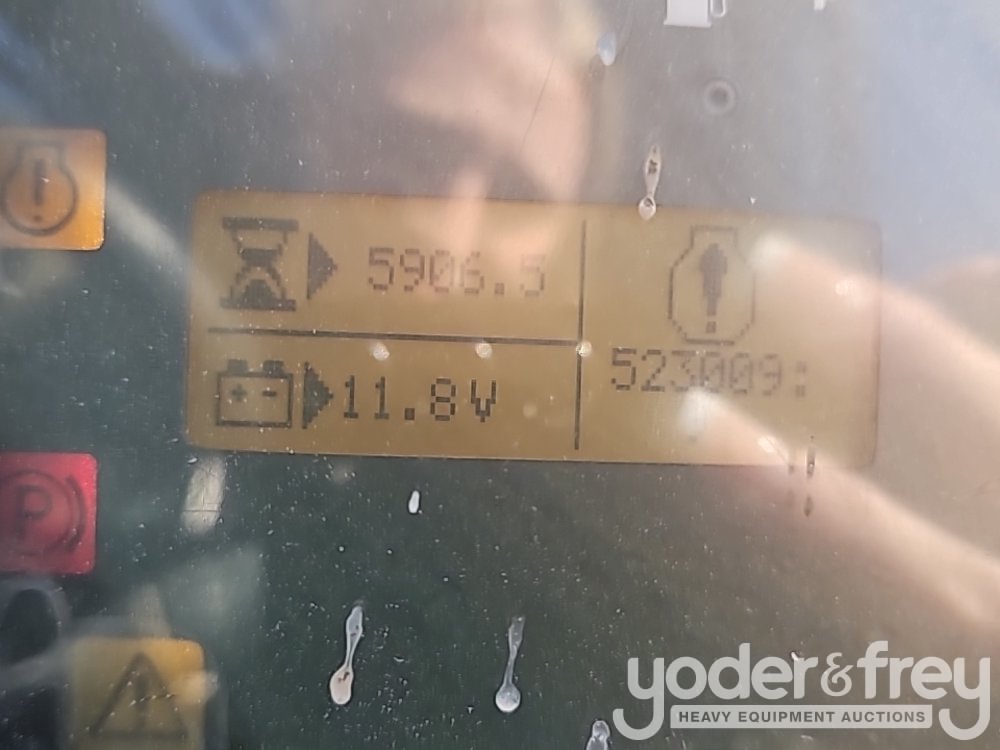 5906.5
11.8V
523009:
P
yoder&frey
HEAVY EQUIPMENT AUCTIONS